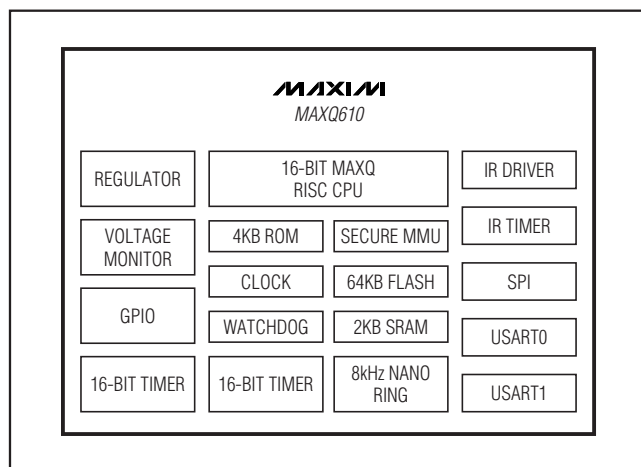 MAXIM
MAXQ610
REGULATOR
16-BIT MAXQ
RISC CPU
IR DRIVER
VOLTAGE
MONITOR
4KB ROM
SECURE MMU
IR TIMER
CLOCK
64KB FLASH
SPI
GPIO
WATCHDOG
2KB SRAM
USART0
16-BIT TIMER
16-BIT TIMER
8kHz NANO
RING
USART1